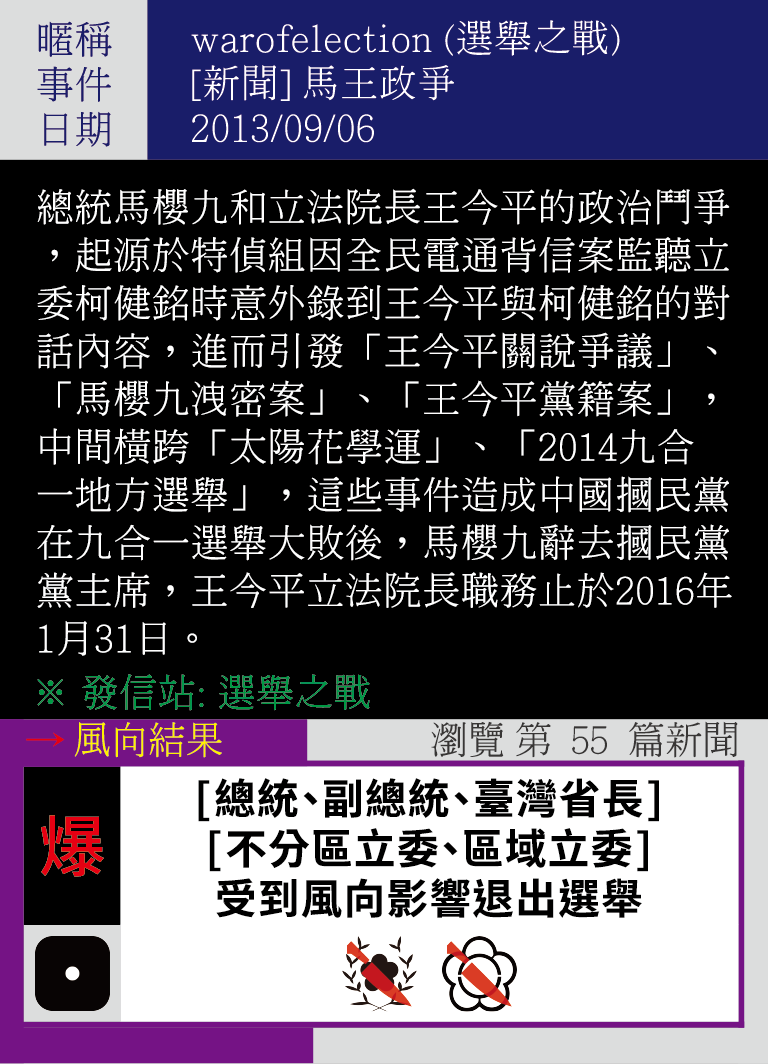 暱稱 warofelection (選舉之戰)
事件 [新聞] 馬王政爭
日期 2013/09/06
總統馬櫻九和立法院長王今平的政治鬥爭
，起源於特偵組因全民電通背信案監聽立
委柯健銘時意外錄到王今平與柯健銘的對
話內容，進而引發「王今平關說爭議」、
「馬櫻九洩密案」、「王今平黨籍案」，
中間橫跨「太陽花學運」、「2014九合
一地方選舉」，這些事件造成中國摑民黨
在九合一選舉大敗後，馬櫻九辭去摑民黨
黨主席，王今平立法院長職務止於2016年
1月31日。
※ 發信站: 選舉之戰
→ 風向結果 瀏覽 第 55 篇新聞
爆
[總統、副總統、臺灣省長]
[不分區立委、區域立委]
受到風向影響退出選舉